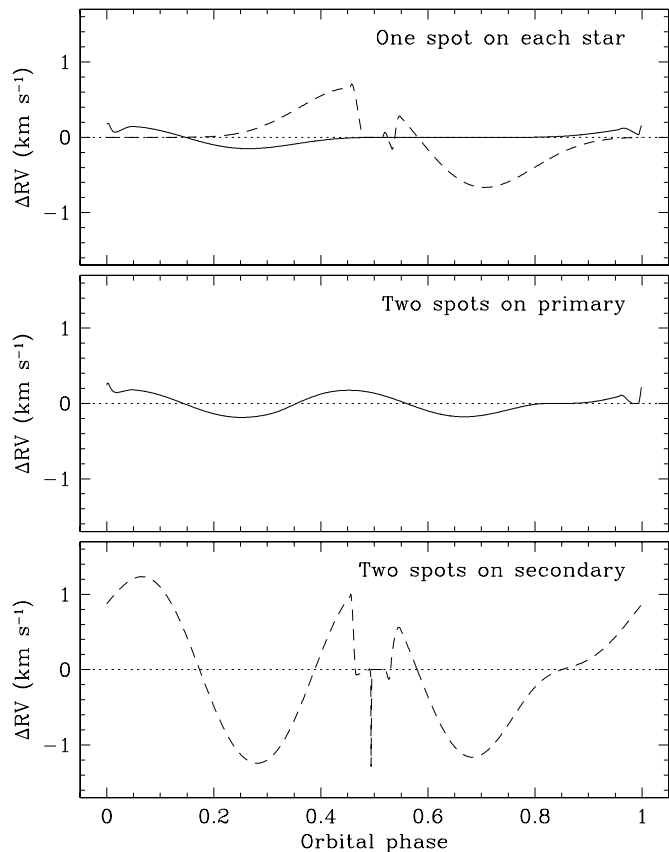 One spot on each star
1
0
−1
ΔRV (km s⁻¹)
Two spots on primary
1
0
−1
ΔRV (km s⁻¹)
Two spots on secondary
1
0
−1
ΔRV (km s⁻¹)
0 0.2 0.4 0.6 0.8 1
Orbital phase